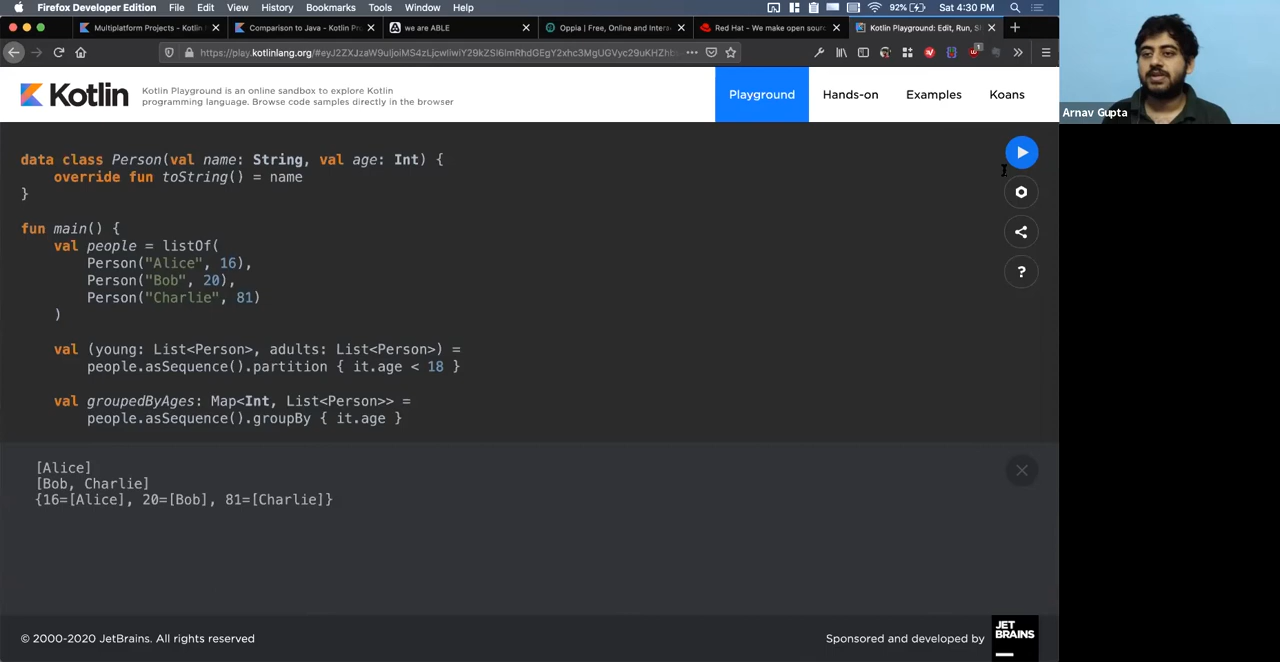 Firefox Developer Edition File Edit View History Bookmarks Tools Window Help 92% Sat 4:30 PM
Multiplatform Projects - Kotlin Comparison to Java - Kotlin Pro we are ABLE Oppia | Free, Online and Intera Red Hat - We make open sour Kotlin Playground: Edit, Run, S
https://play.kotlinlang.org/
Kotlin
Kotlin Playground is an online sandbox to explore Kotlin
programming language. Browse code samples directly in the browser
Playground Hands-on Examples Koans
Arnav Gupta
data class Person(val name: String, val age: Int) {
override fun toString() = name
}
fun main() {
val people = listOf(
Person("Alice", 16),
Person("Bob", 20),
Person("Charlie", 81)
)
val (young: List<Person>, adults: List<Person>) =
people.asSequence().partition { it.age < 18 }
val groupedByAges: Map<Int, List<Person>> =
people.asSequence().groupBy { it.age }
?
[Alice]
[Bob, Charlie]
{16=[Alice], 20=[Bob], 81=[Charlie]}
© 2000-2020 JetBrains. All rights reserved
Sponsored and developed by
JET
BRAINS